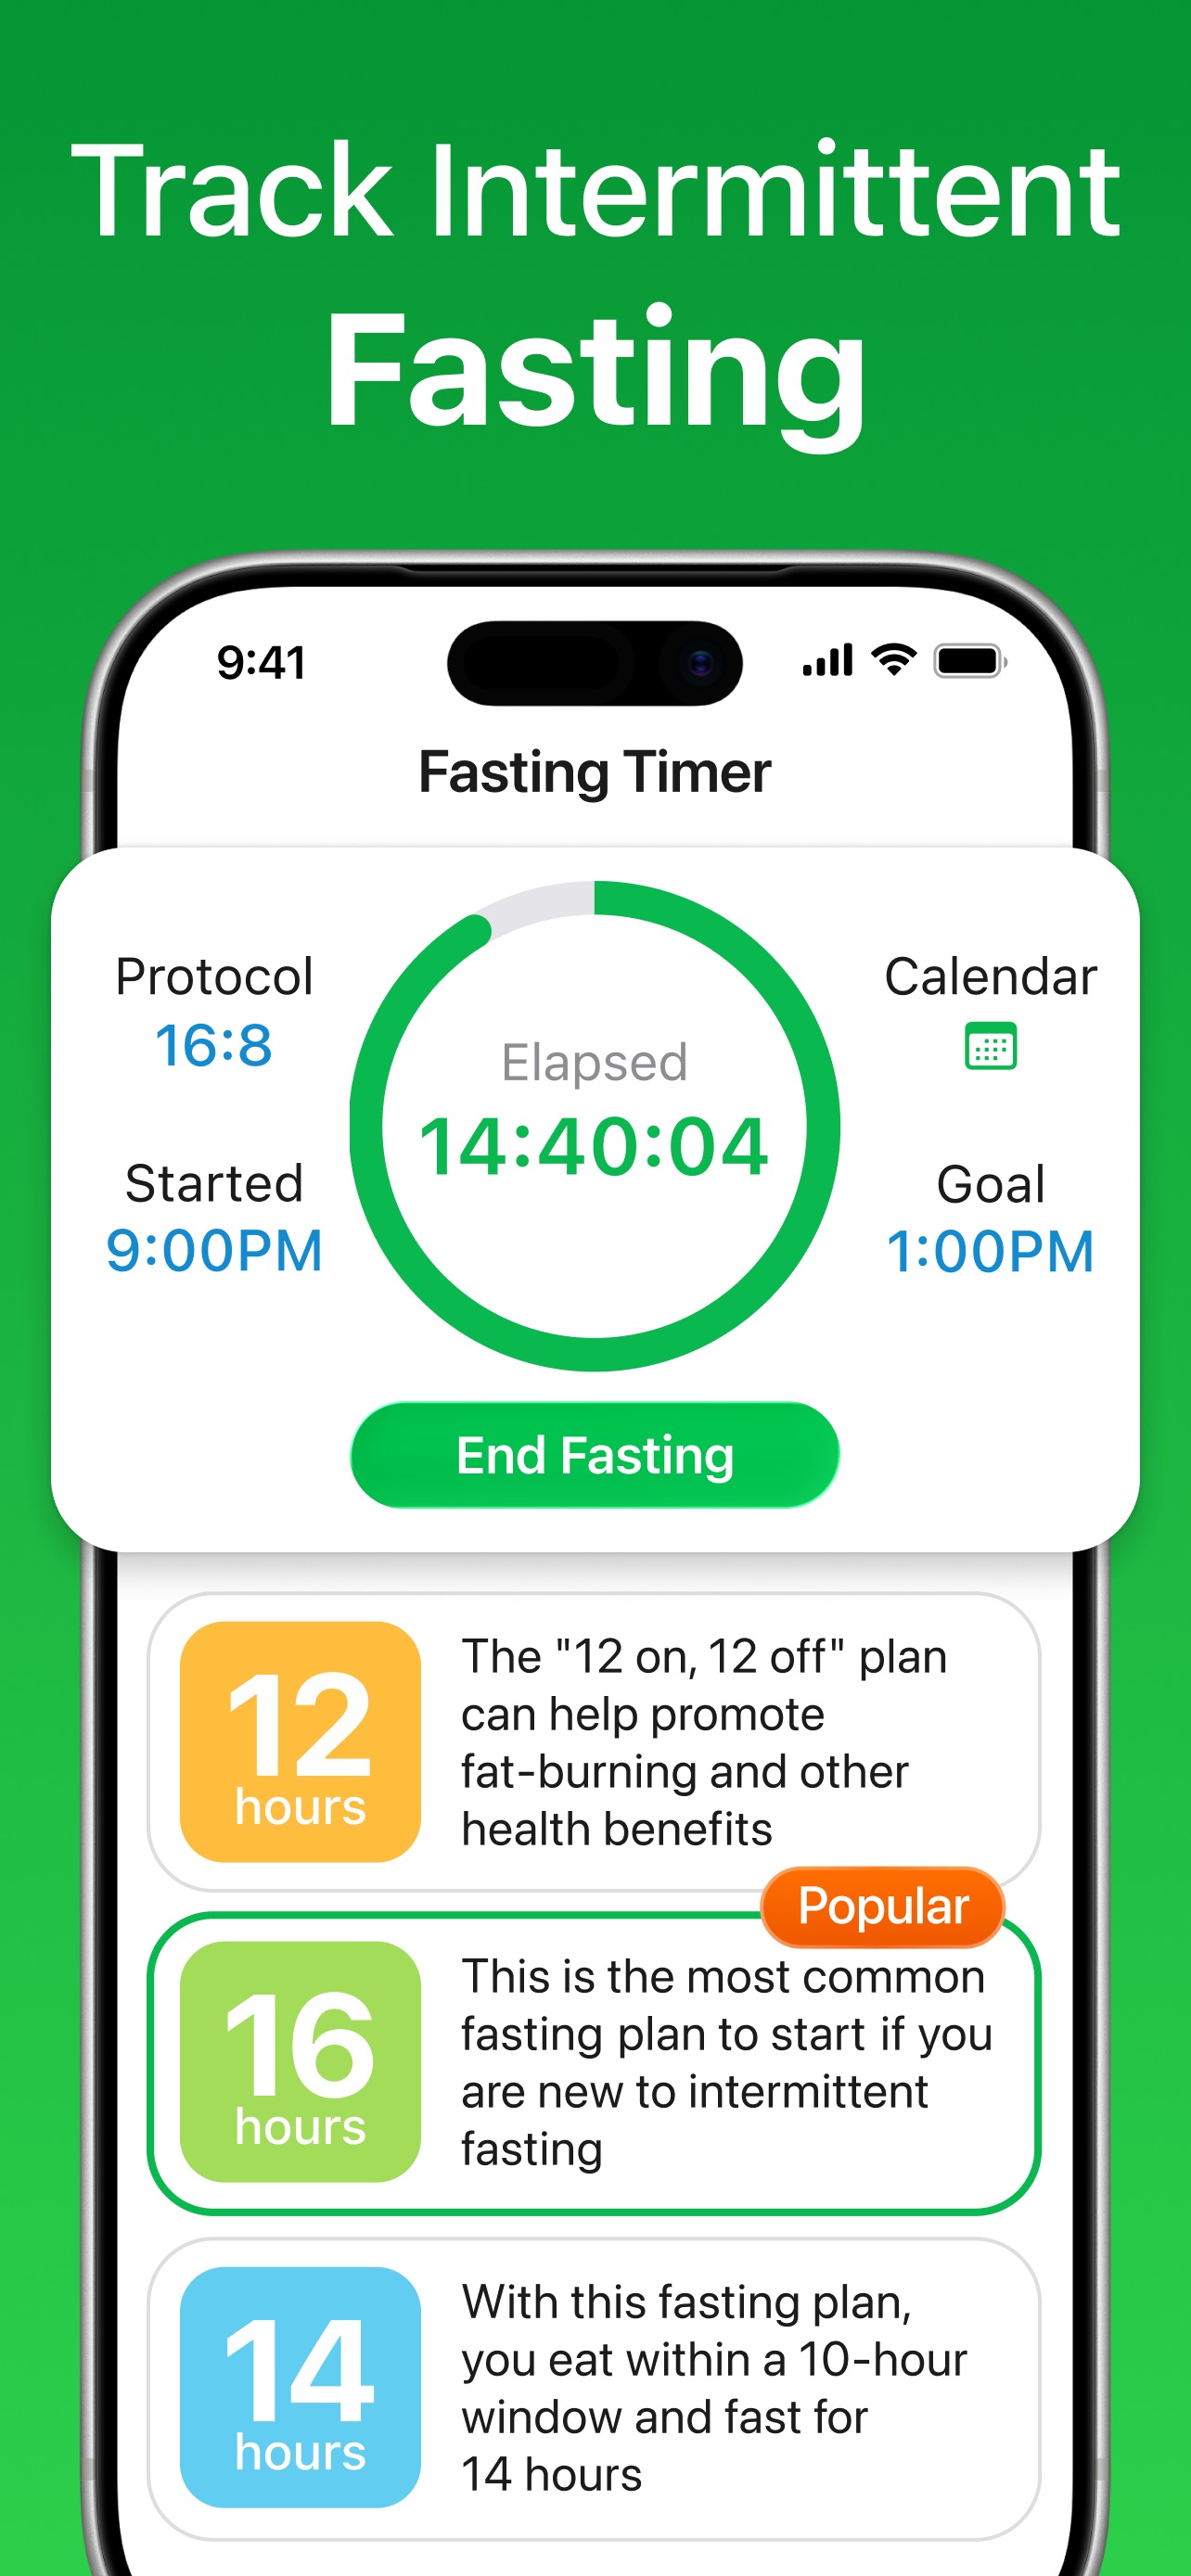 Track Intermittent
Fasting
9:41
Fasting Timer
Protocol
16:8
Started
9:00PM
Elapsed
14:40:04
Calendar
Goal
1:00PM
End Fasting
12
hours
The "12 on, 12 off" plan
can help promote
fat-burning and other
health benefits
Popular
16
hours
This is the most common
fasting plan to start if you
are new to intermittent
fasting
14
hours
With this fasting plan,
you eat within a 10-hour
window and fast for
14 hours